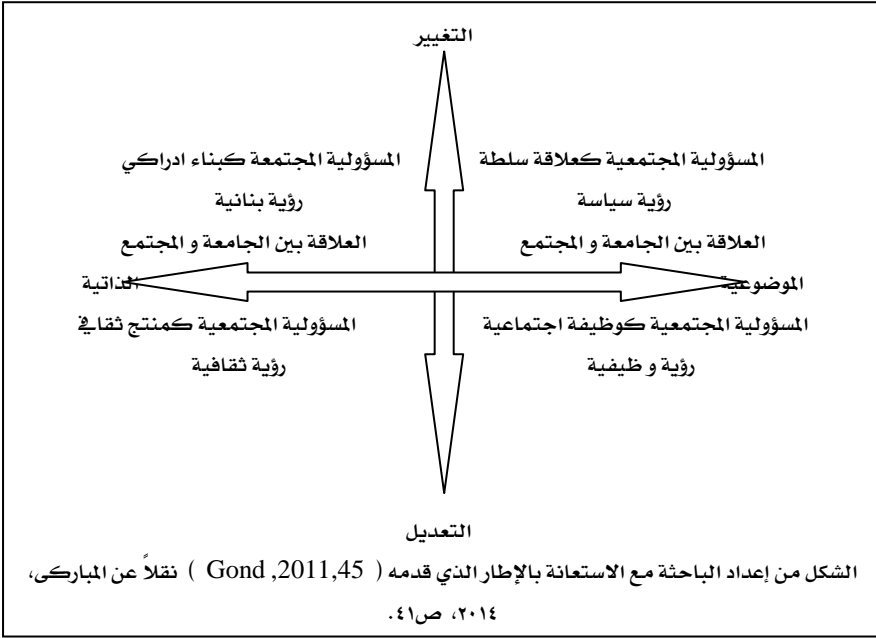 التغيير
المسؤولية المجتمعية كعلاقة سلطة
رؤية سياسة
العلاقة بين الجامعة و المجتمع
المسؤولية المجتمعة كبناء ادراكي
رؤية بنانية
العلاقة بين الجامعة و المجتمع
الموضوعية
الذاتية
المسؤولية المجتمعية كوظيفة اجتماعية
رؤية و ظيفية
المسؤولية المجتمعية كمنتج ثقافي
رؤية ثقافية
التعديل
الشكل من إعداد الباحثة مع الاستعانة بالإطار الذي قدمه ( Gond ,2011,45 ) نقلاً عن المباركى،
٢٠١٤، ص٤١.